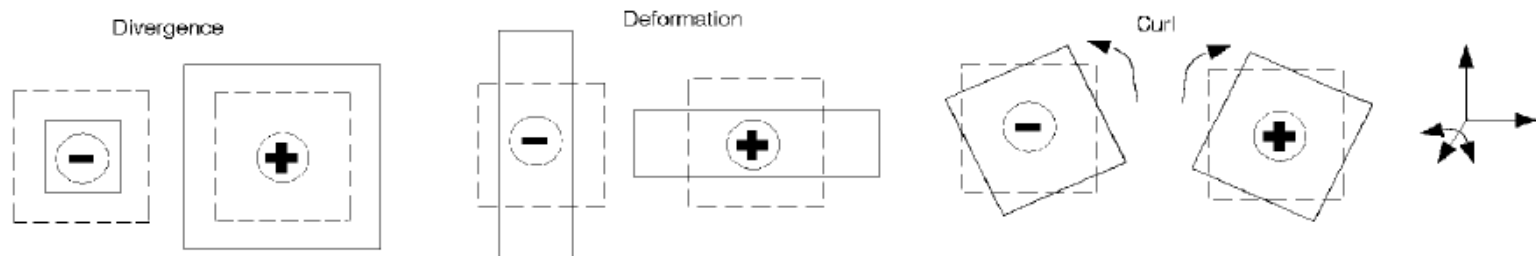 Divergence
Deformation
Curl
− + − + − +